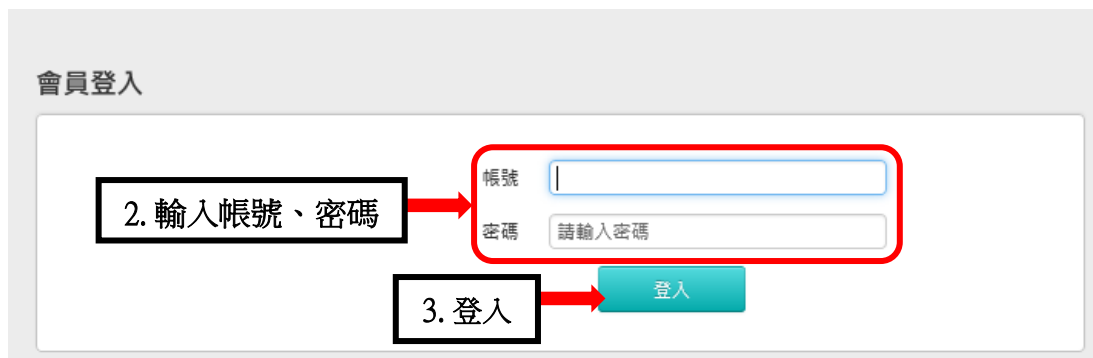 會員登入
帳號
2. 輸入帳號、密碼
密碼 請輸入密碼
登入
3. 登入